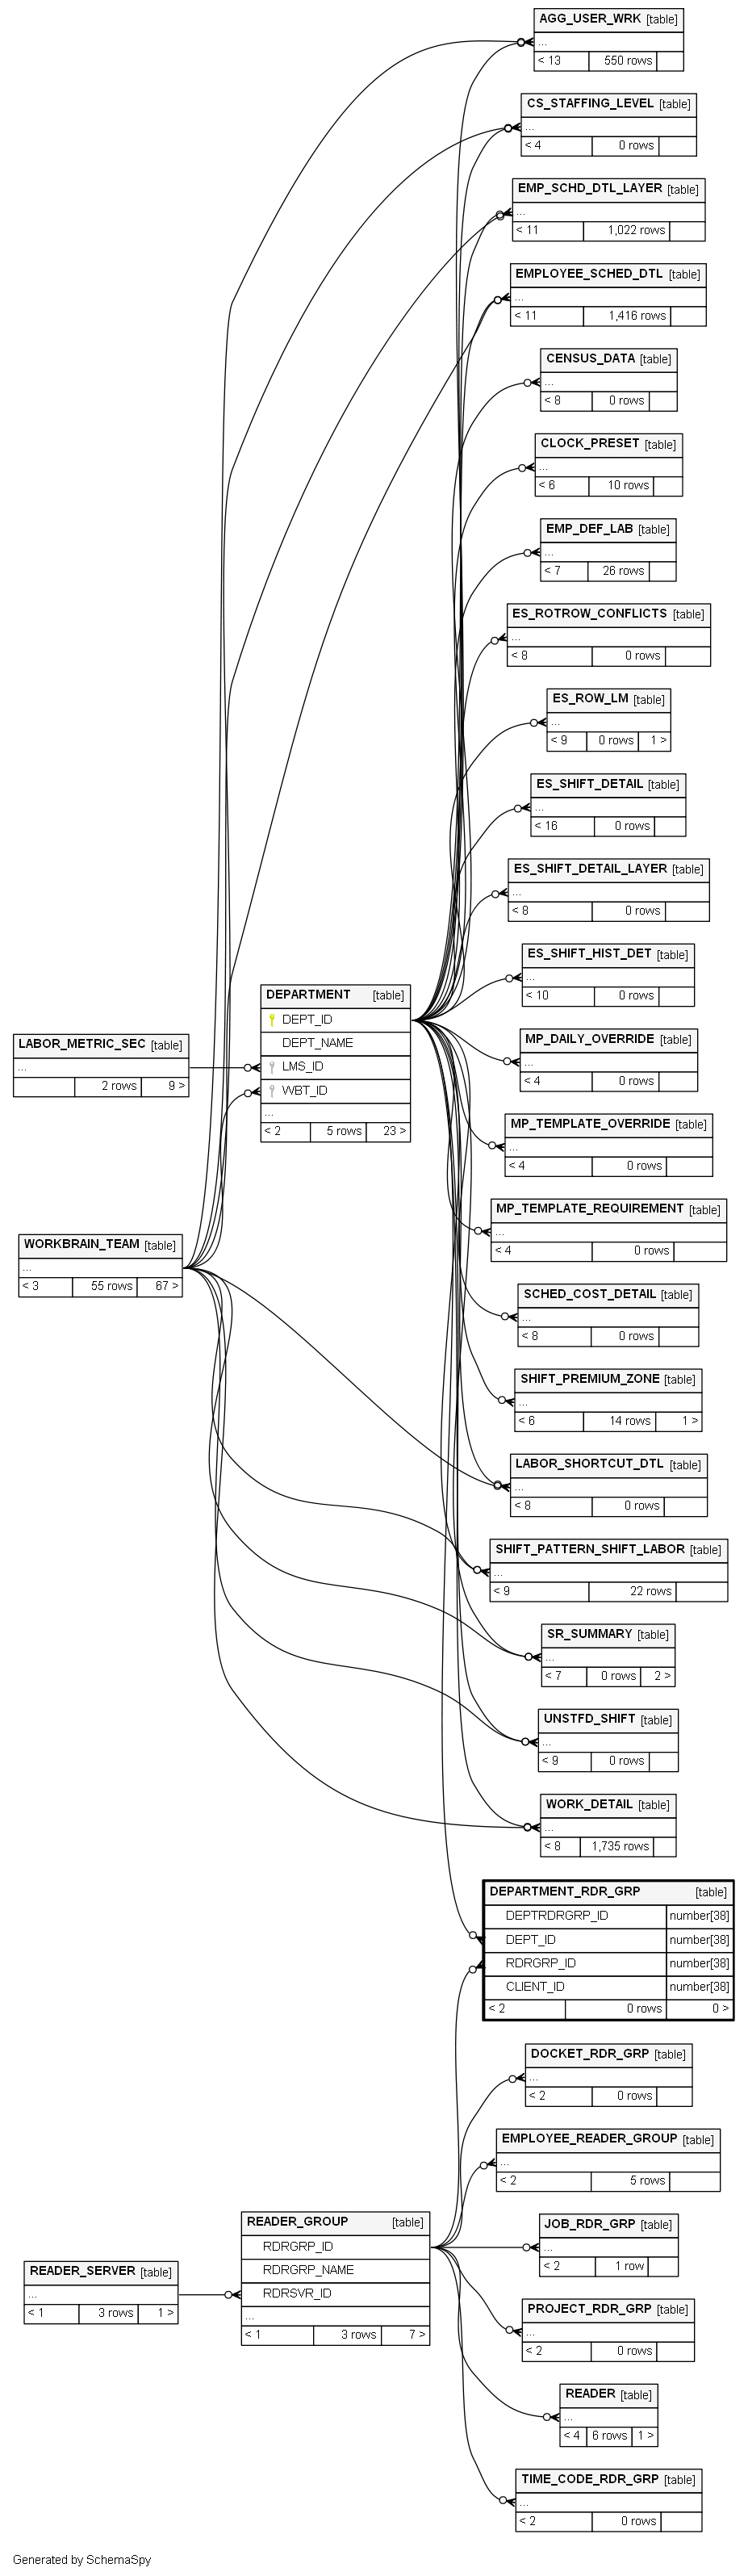 AGG_USER_WRK [table]
...
< 13 550 rows
CS_STAFFING_LEVEL [table]
...
< 4 0 rows
EMP_SCHD_DTL_LAYER [table]
...
< 11 1,022 rows
EMPLOYEE_SCHED_DTL [table]
...
< 11 1,416 rows
CENSUS_DATA [table]
...
< 8 0 rows
CLOCK_PRESET [table]
...
< 6 10 rows
EMP_DEF_LAB [table]
...
< 7 26 rows
ES_ROTROW_CONFLICTS [table]
...
< 8 0 rows
ES_ROW_LM [table]
...
< 9 0 rows 1 >
ES_SHIFT_DETAIL [table]
...
< 16 0 rows
ES_SHIFT_DETAIL_LAYER [table]
...
< 8 0 rows
ES_SHIFT_HIST_DET [table]
...
< 10 0 rows
DEPARTMENT [table]
DEPT_ID
DEPT_NAME
LMS_ID
WBT_ID
...
< 2 5 rows 23 >
LABOR_METRIC_SEC [table]
...
2 rows 9 >
MP_DAILY_OVERRIDE [table]
...
< 4 0 rows
MP_TEMPLATE_OVERRIDE [table]
...
< 4 0 rows
MP_TEMPLATE_REQUIREMENT [table]
...
< 4 0 rows
WORKBRAIN_TEAM [table]
...
< 3 55 rows 67 >
SCHED_COST_DETAIL [table]
...
< 8 0 rows
SHIFT_PREMIUM_ZONE [table]
...
< 6 14 rows 1 >
LABOR_SHORTCUT_DTL [table]
...
< 8 0 rows
SHIFT_PATTERN_SHIFT_LABOR [table]
...
< 9 22 rows
SR_SUMMARY [table]
...
< 7 0 rows 2 >
UNSTFD_SHIFT [table]
...
< 9 0 rows
WORK_DETAIL [table]
...
< 8 1,735 rows
DEPARTMENT_RDR_GRP [table]
DEPTRDRGRP_ID number[38]
DEPT_ID number[38]
RDRGRP_ID number[38]
CLIENT_ID number[38]
< 2 0 rows 0 >
DOCKET_RDR_GRP [table]
...
< 2 0 rows
EMPLOYEE_READER_GROUP [table]
...
< 2 5 rows
READER_GROUP [table]
RDRGRP_ID
RDRGRP_NAME
RDRSVR_ID
...
< 1 3 rows 7 >
JOB_RDR_GRP [table]
...
< 2 1 row
READER_SERVER [table]
...
< 1 3 rows 1 >
PROJECT_RDR_GRP [table]
...
< 2 0 rows
READER [table]
...
< 4 6 rows 1 >
TIME_CODE_RDR_GRP [table]
...
< 2 0 rows
Generated by SchemaSpy